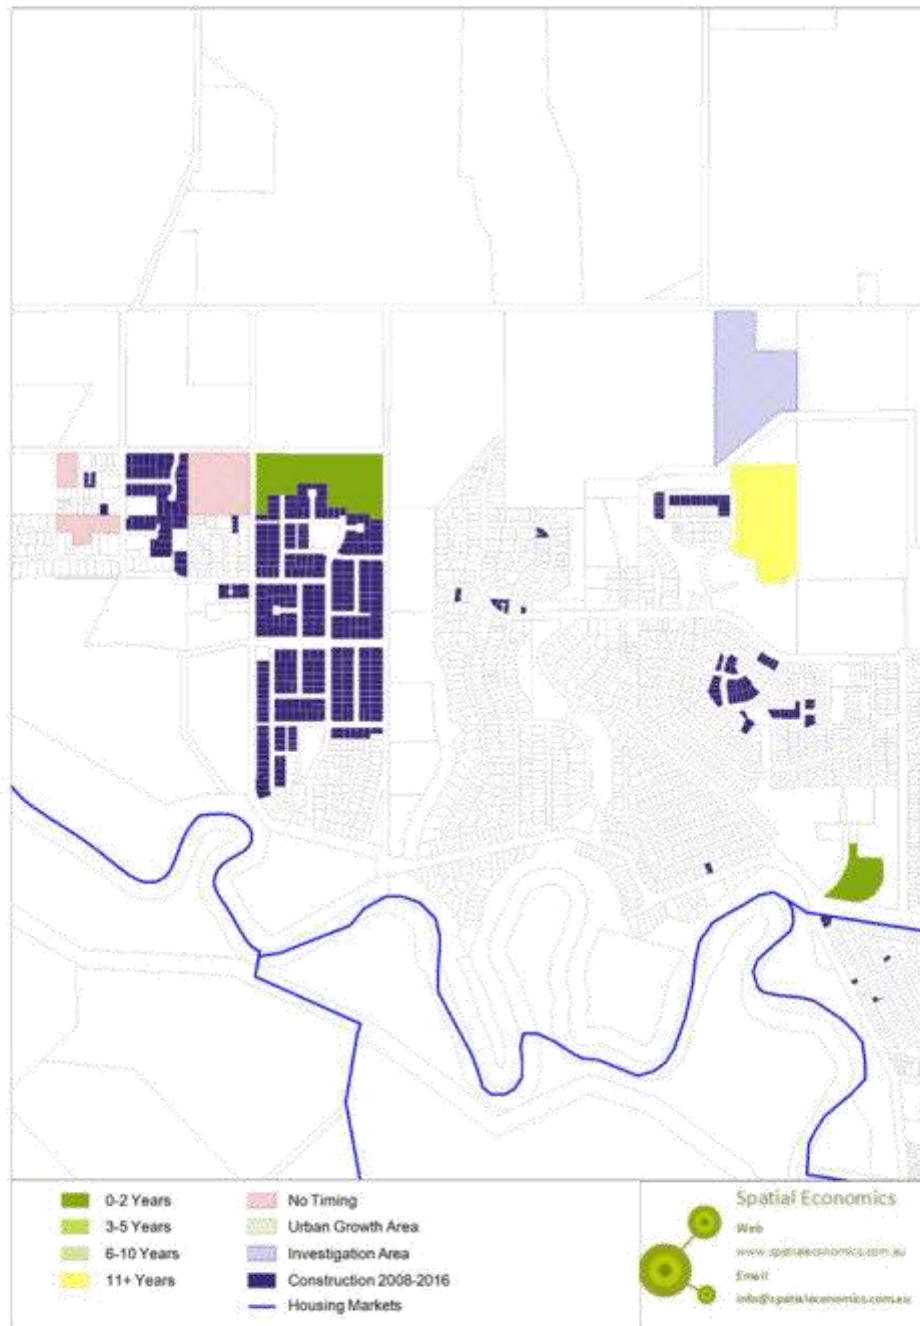 0-2 Years
3-5 Years
6-10 Years
11+ Years
No Timing
Urban Growth Area
Investigation Area
Construction 2008-2016
Housing Markets
Spatial Economics
Web
www.spatialeconomics.com.au
Email
info@spatialeconomics.com.au